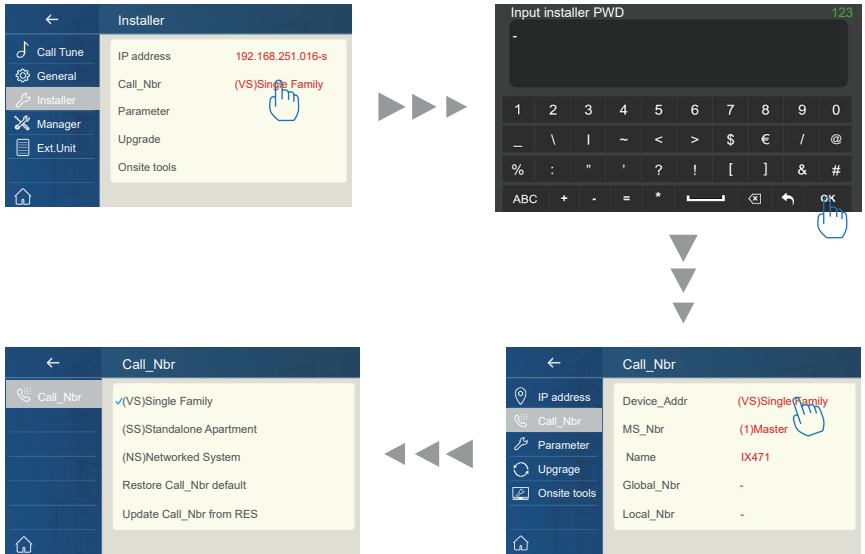 Installer
Call Tune
General
Installer
Manager
Ext.Unit
IP address 192.168.251.016-s
Call_Nbr (VS)Single Family
Parameter
Upgrade
Onsite tools
Input installer PWD 123
-
1 2 3 4 5 6 7 8 9 0
_ \ | ~ < > $ € / @
% : " ' ? ! [ ] & #
ABC + - = * OK
Call_Nbr
Call_Nbr
(VS)Single Family
(SS)Standalone Apartment
(NS)Networked System
Restore Call_Nbr default
Update Call_Nbr from RES
Call_Nbr
IP address
Call_Nbr
Parameter
Upgrage
Onsite tools
Device_Addr (VS)Single Family
MS_Nbr (1)Master
Name IX471
Global_Nbr -
Local_Nbr -